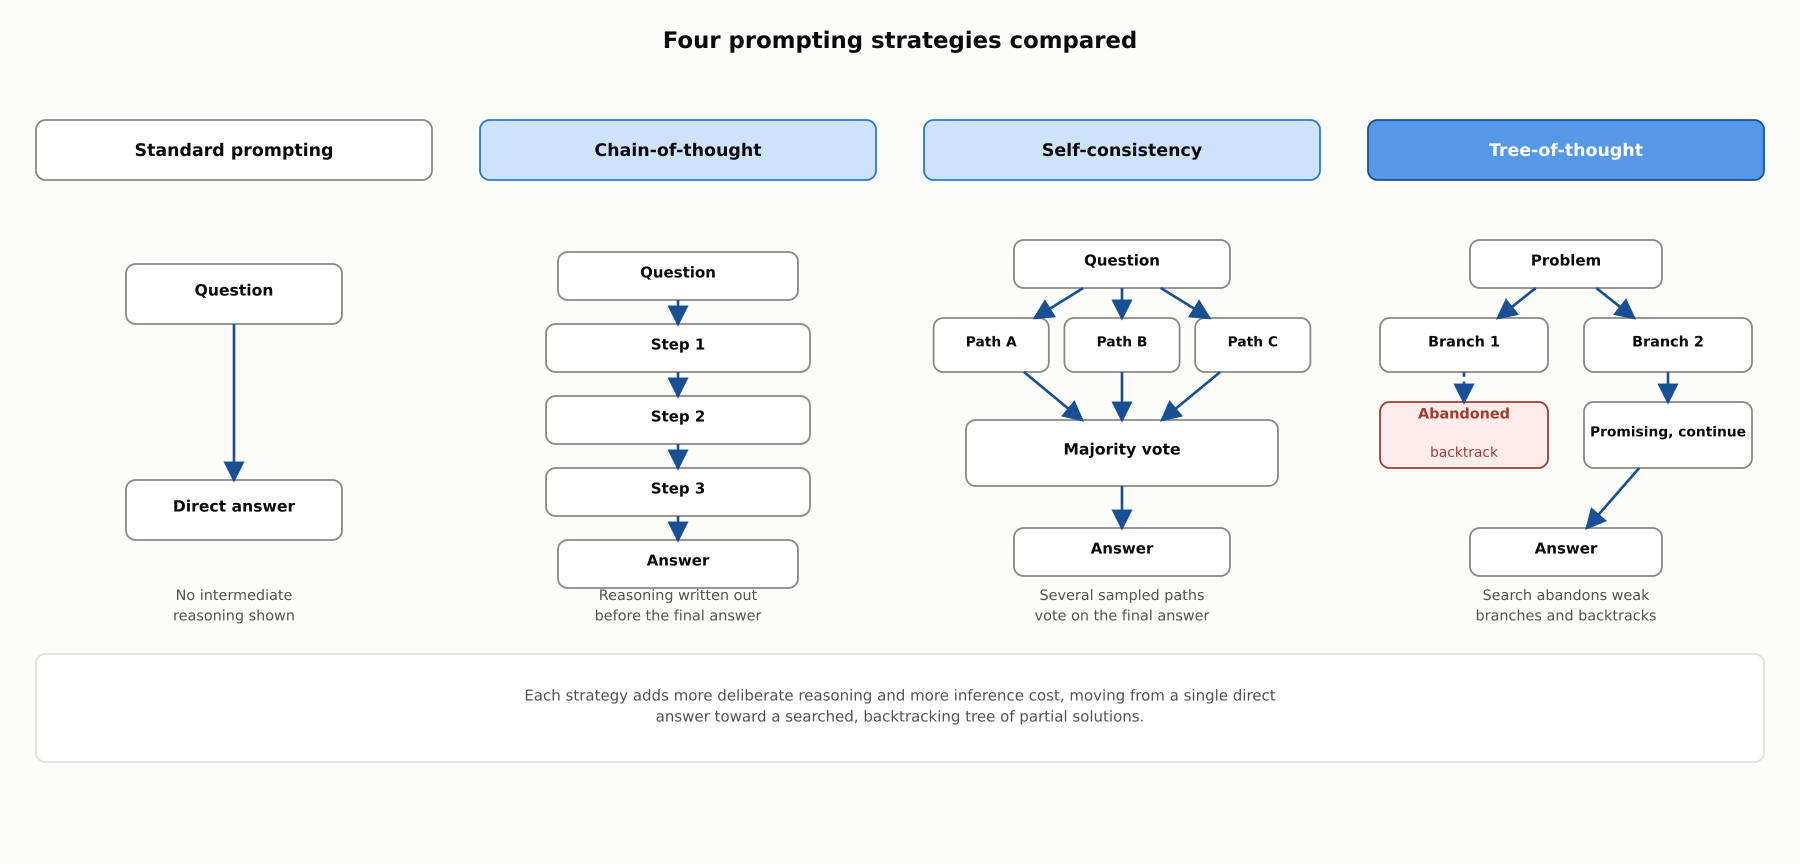 Four prompting strategies compared
Standard prompting
Question
Direct answer
No intermediate
reasoning shown
Chain-of-thought
Question
Step 1
Step 2
Step 3
Answer
Reasoning written out
before the final answer
Self-consistency
Question
Path A
Path B
Path C
Majority vote
Answer
Several sampled paths
vote on the final answer
Tree-of-thought
Problem
Branch 1
Branch 2
Abandoned
backtrack
Promising, continue
Answer
Search abandons weak
branches and backtracks
Each strategy adds more deliberate reasoning and more inference cost, moving from a single direct
answer toward a searched, backtracking tree of partial solutions.